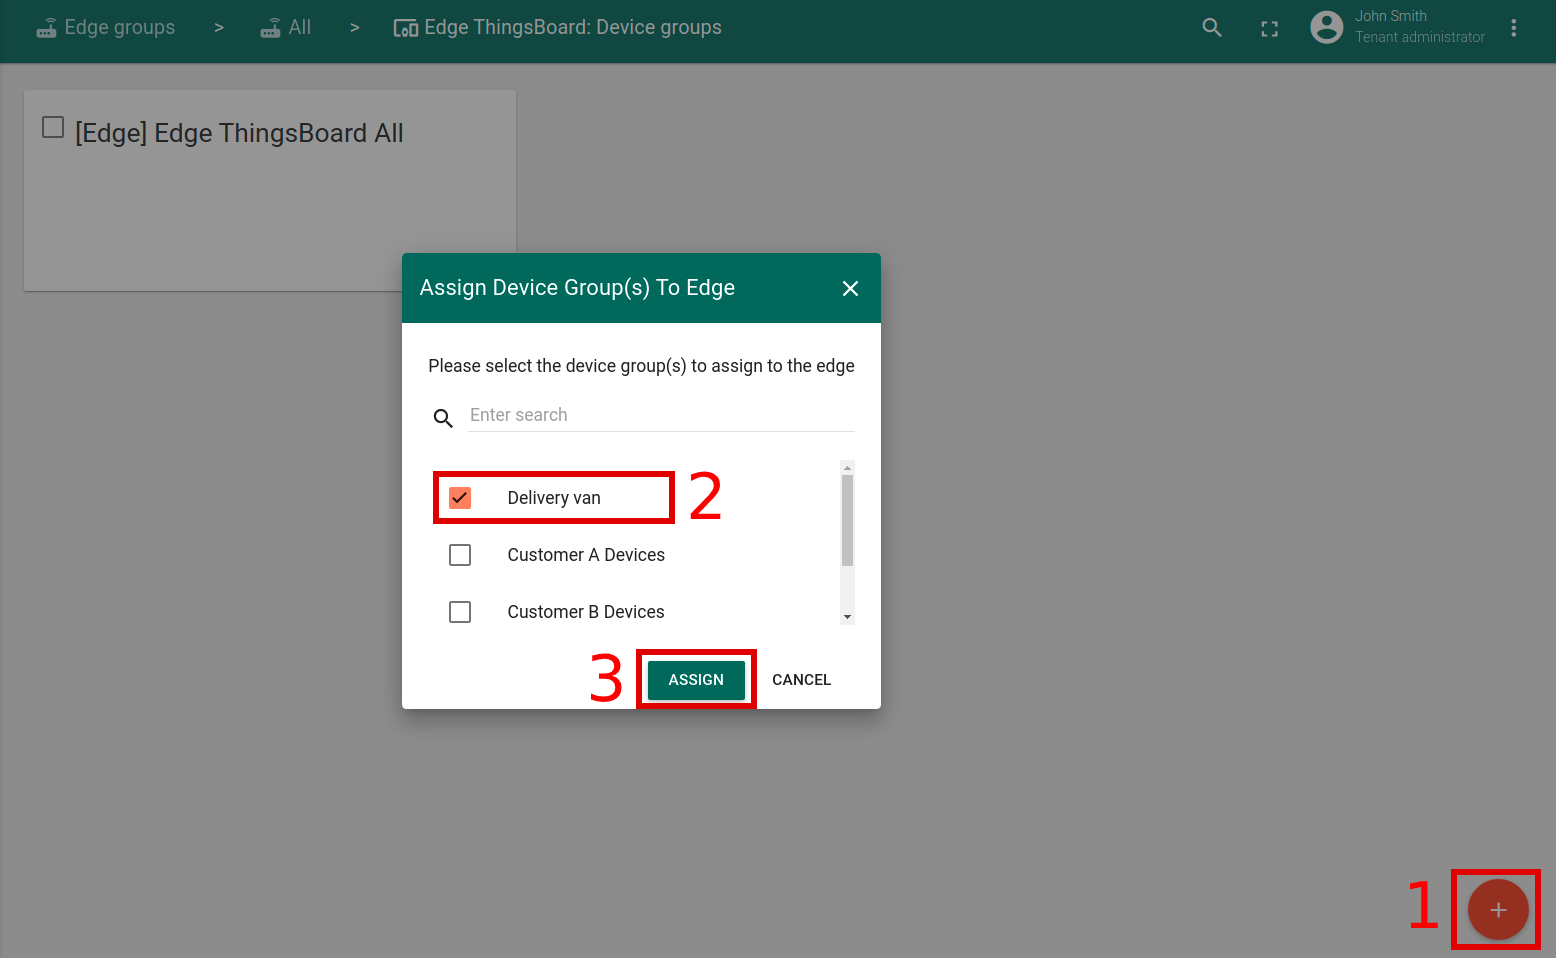 Edge groups > All > Edge ThingsBoard: Device groups
John Smith
Tenant administrator
[Edge] Edge ThingsBoard All
Assign Device Group(s) To Edge
Please select the device group(s) to assign to the edge
Enter search
Delivery van
2
Customer A Devices
Customer B Devices
3
ASSIGN
CANCEL
1
+